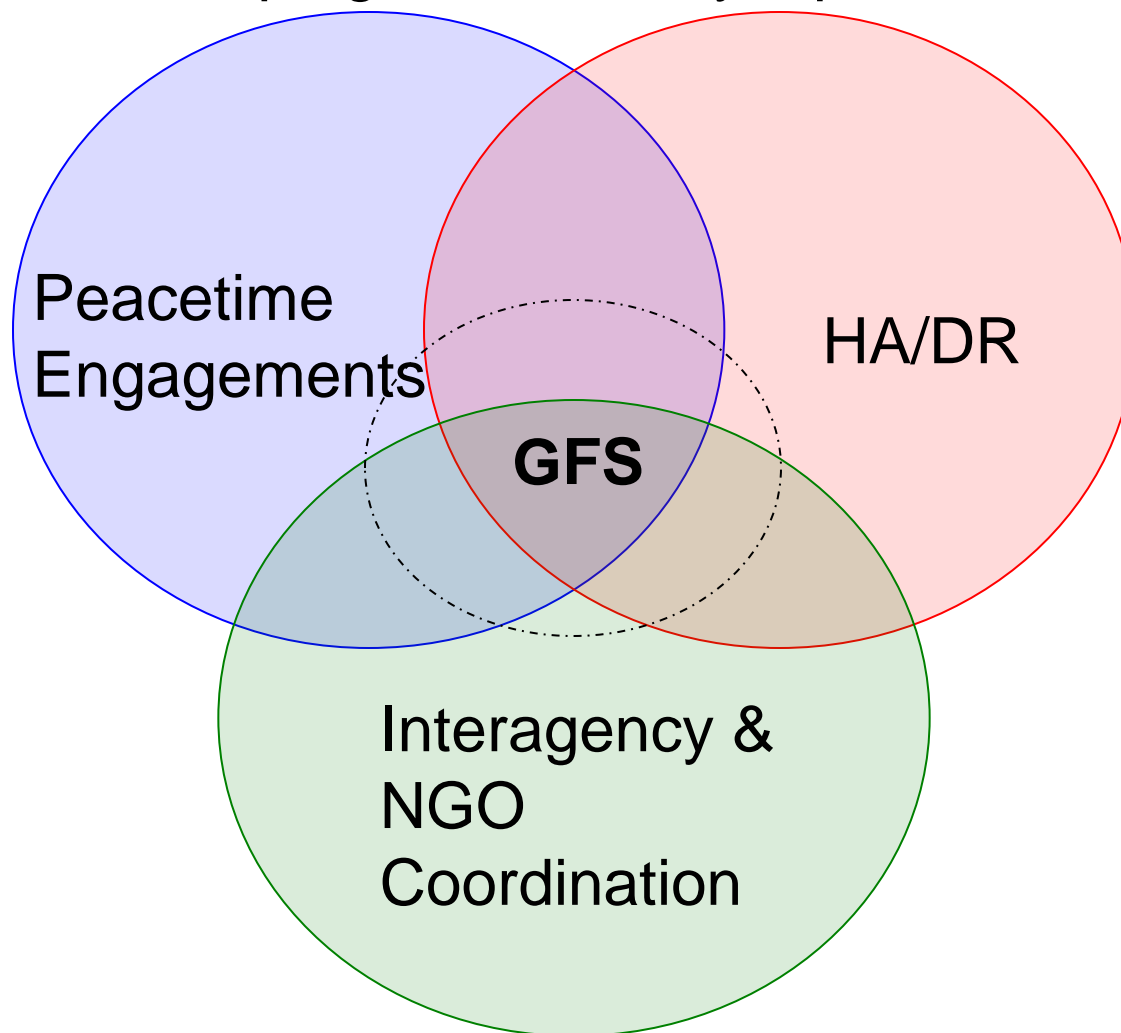 Peacetime
Engagements
HA/DR
GFS
Interagency &
NGO
Coordination